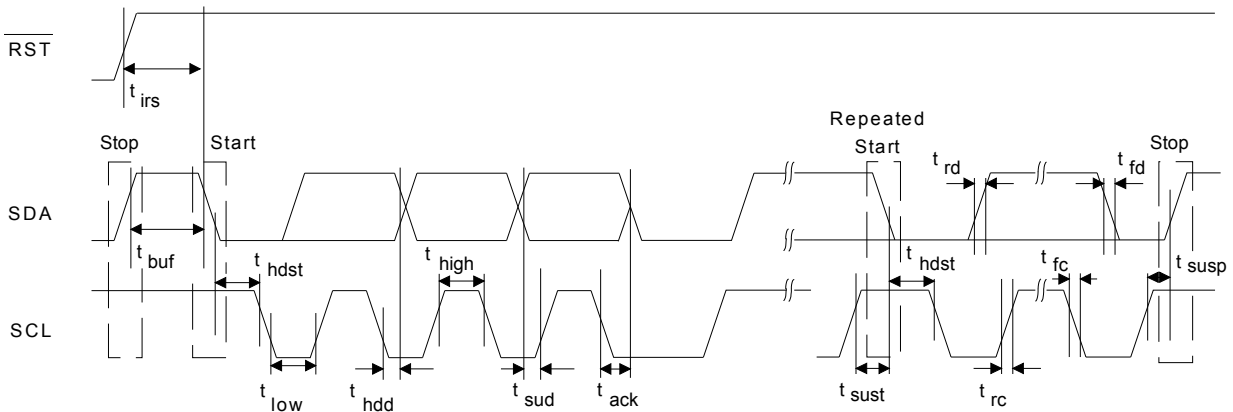 RST
t irs
Repeated
Stop Start Start Stop
t rd t fd
SDA
t buf t hdst t high t hdst t fc t susp
SCL
t low t hdd t sud t ack t sust t rc